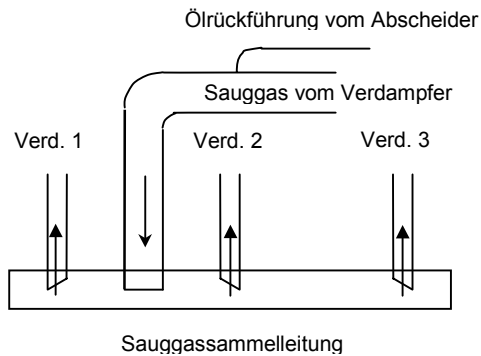 Ölrückführung vom Abscheider
Sauggas vom Verdampfer
Verd. 1
Verd. 2
Verd. 3
Sauggassammelleitung